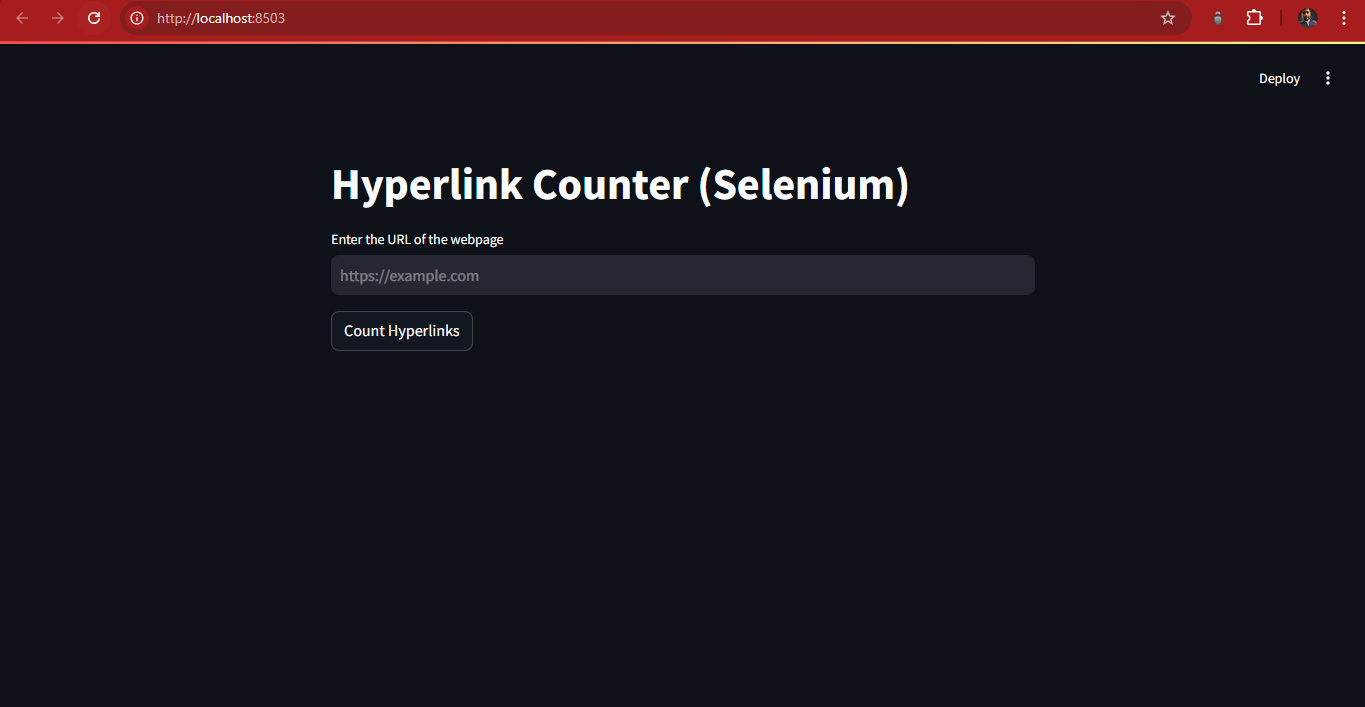 http://localhost:8503
Deploy
Hyperlink Counter (Selenium)
Enter the URL of the webpage
https://example.com
Count Hyperlinks